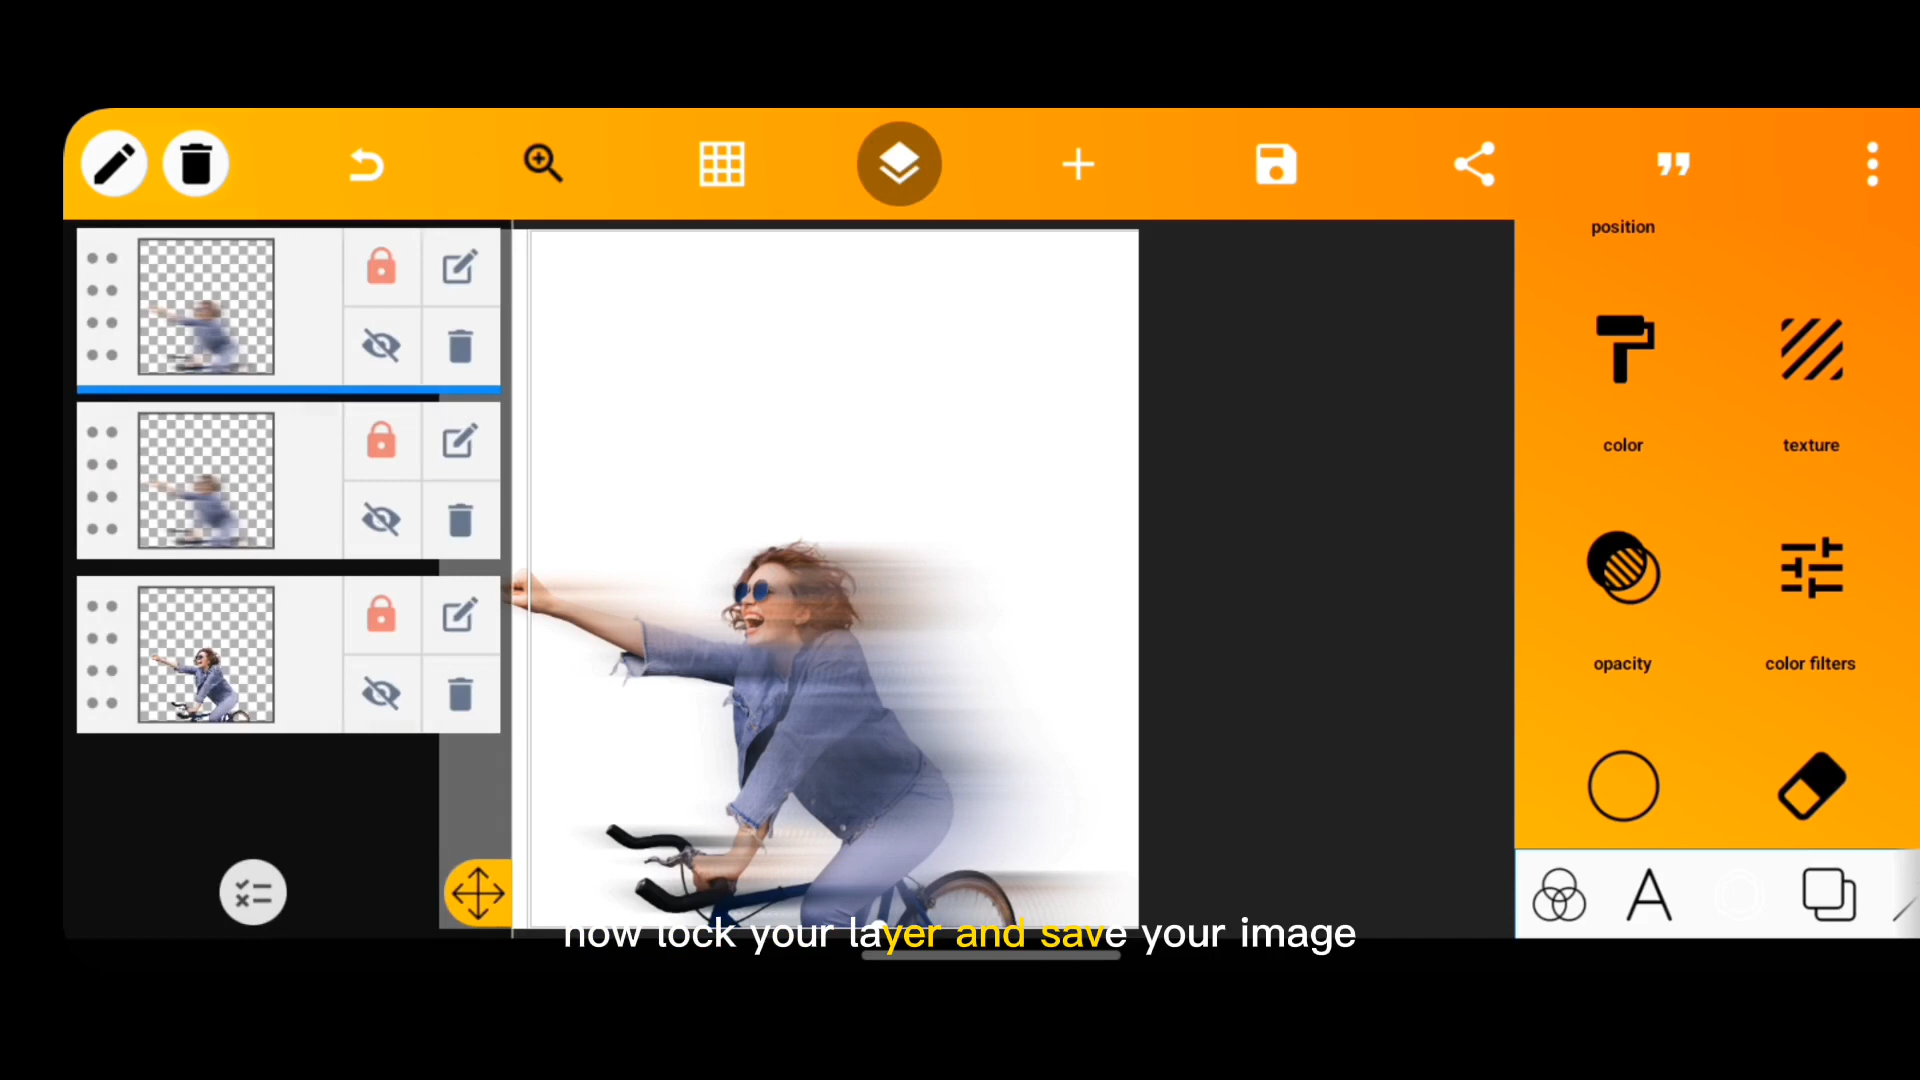 position
color
texture
opacity
color filters
now lock your layer and save your image